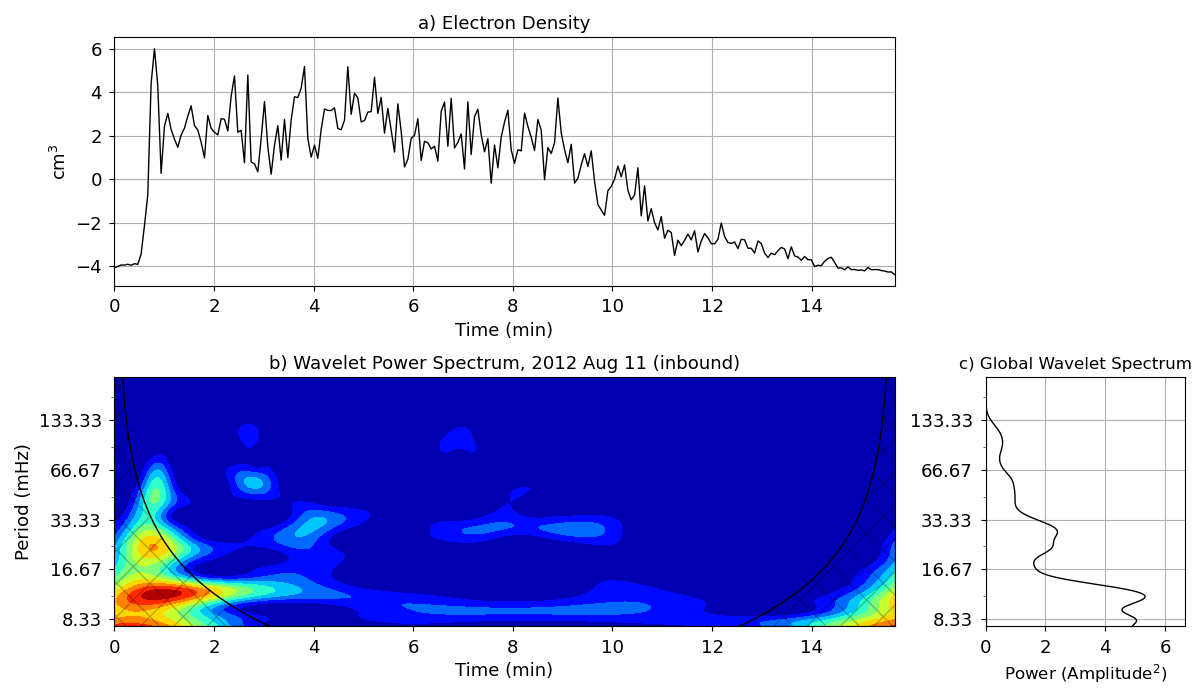 a) Electron Density
cm³
6
4
2
0
−2
−4
0 2 4 6 8 10 12 14
Time (min)
b) Wavelet Power Spectrum, 2012 Aug 11 (inbound)
Period (mHz)
133.33
66.67
33.33
16.67
8.33
0 2 4 6 8 10 12 14
Time (min)
c) Global Wavelet Spectrum
133.33
66.67
33.33
16.67
8.33
0 2 4 6
Power (Amplitude²)